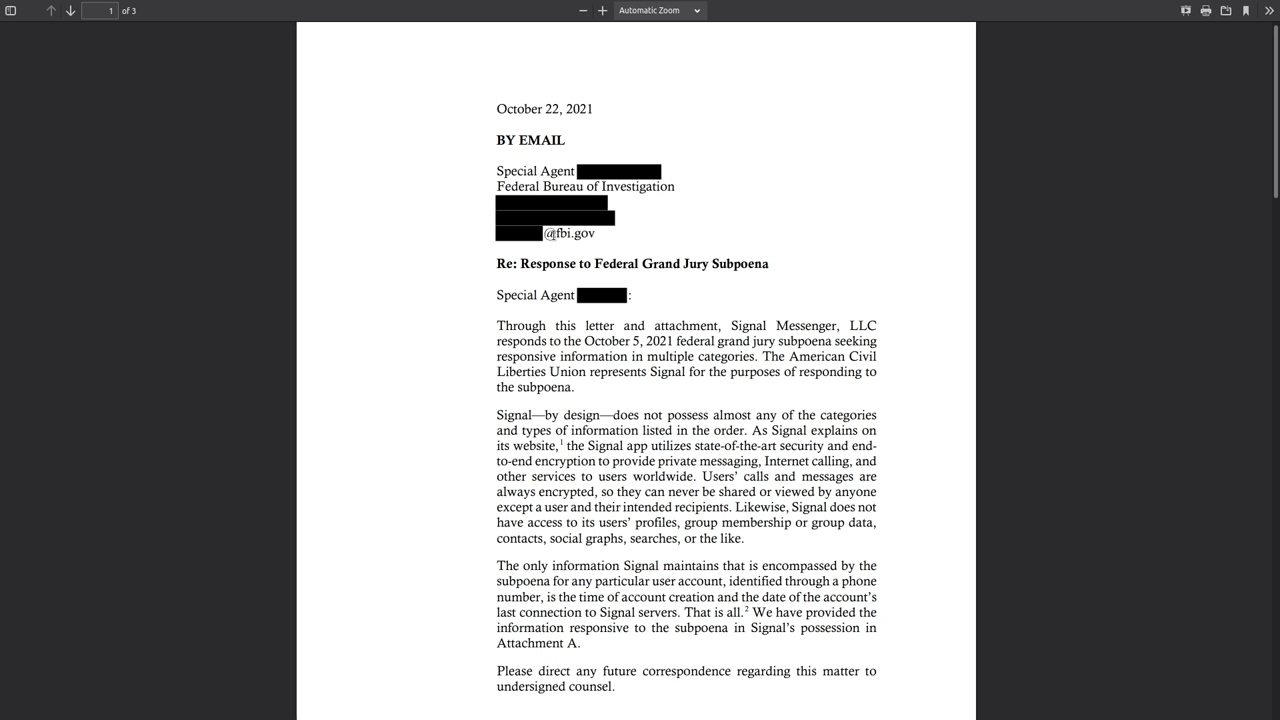 1 of 3 Automatic Zoom
October 22, 2021
BY EMAIL
Special Agent
Federal Bureau of Investigation
@fbi.gov
Re: Response to Federal Grand Jury Subpoena
Special Agent :
Through this letter and attachment, Signal Messenger, LLC
responds to the October 5, 2021 federal grand jury subpoena seeking
responsive information in multiple categories. The American Civil
Liberties Union represents Signal for the purposes of responding to
the subpoena.
Signal—by design—does not possess almost any of the categories
and types of information listed in the order. As Signal explains on
its website,¹ the Signal app utilizes state-of-the-art security and end-
to-end encryption to provide private messaging, Internet calling, and
other services to users worldwide. Users’ calls and messages are
always encrypted, so they can never be shared or viewed by anyone
except a user and their intended recipients. Likewise, Signal does not
have access to its users’ profiles, group membership or group data,
contacts, social graphs, searches, or the like.
The only information Signal maintains that is encompassed by the
subpoena for any particular user account, identified through a phone
number, is the time of account creation and the date of the account’s
last connection to Signal servers. That is all.² We have provided the
information responsive to the subpoena in Signal’s possession in
Attachment A.
Please direct any future correspondence regarding this matter to
undersigned counsel.